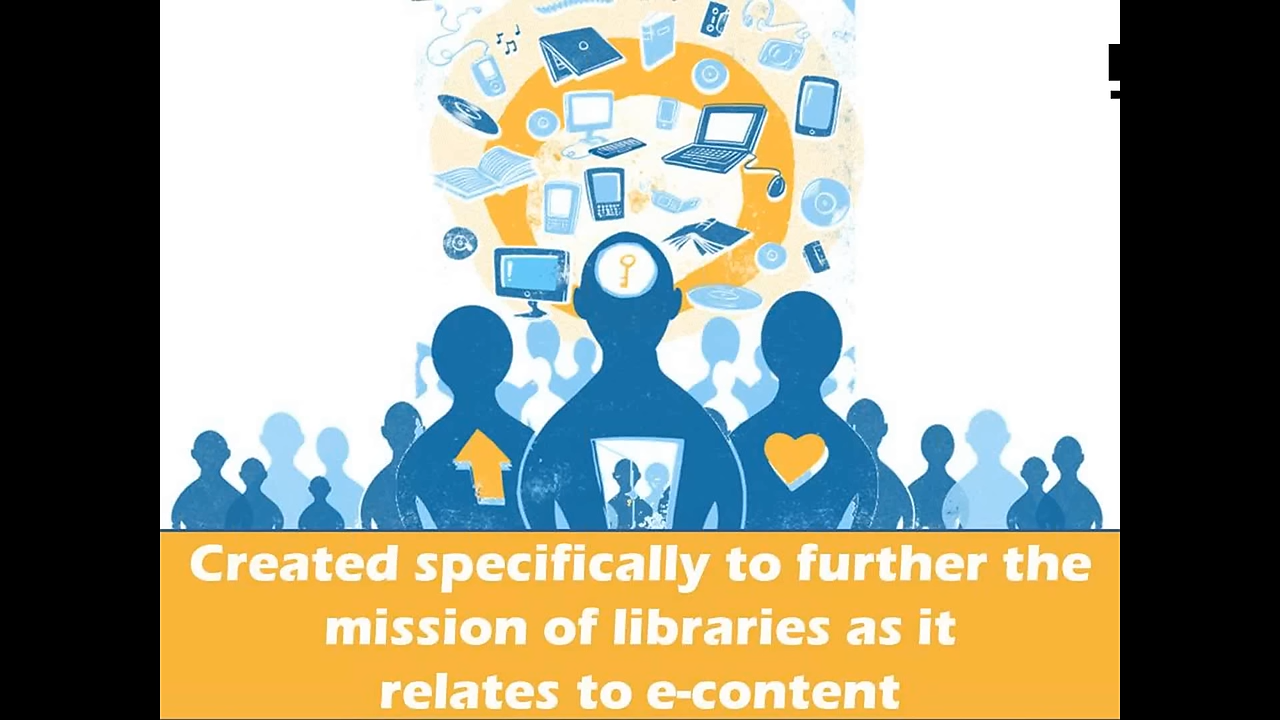 Created specifically to further the
mission of libraries as it
relates to e-content